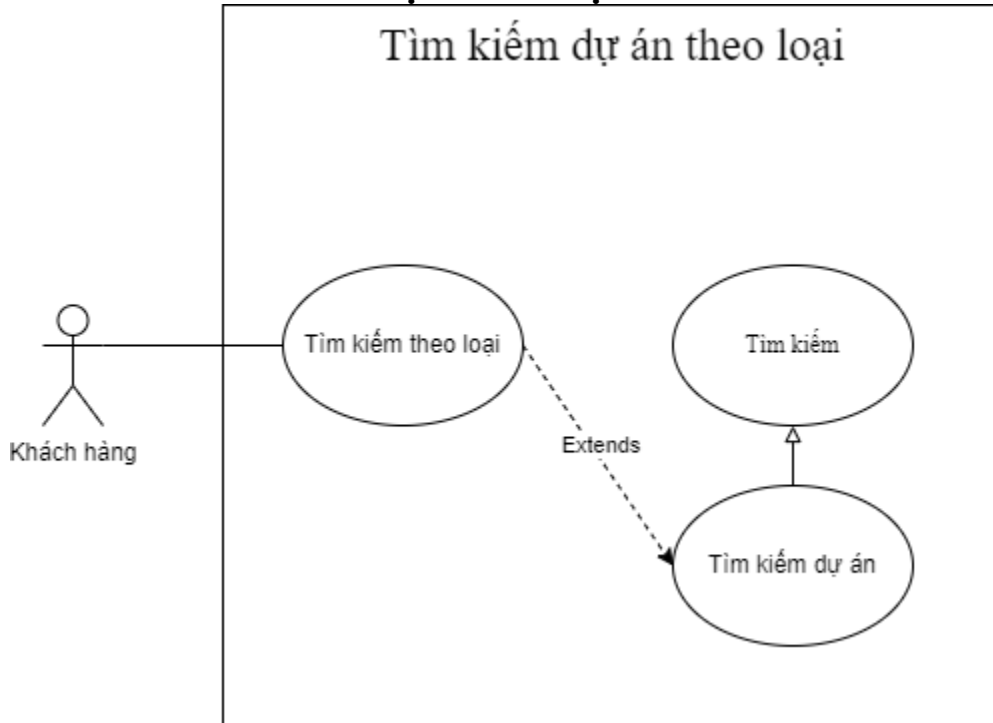 Tìm kiếm dự án theo loại
Tìm kiếm theo loại
Tìm kiếm
Extends
Khách hàng
Tìm kiếm dự án